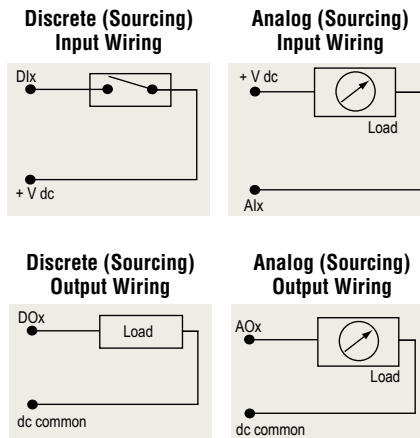 Discrete (Sourcing)
Input Wiring
DIx
+ V dc
Analog (Sourcing)
Input Wiring
+ V dc
Load
AIx
Discrete (Sourcing)
Output Wiring
DOx
Load
dc common
Analog (Sourcing)
Output Wiring
AOx
Load
dc common